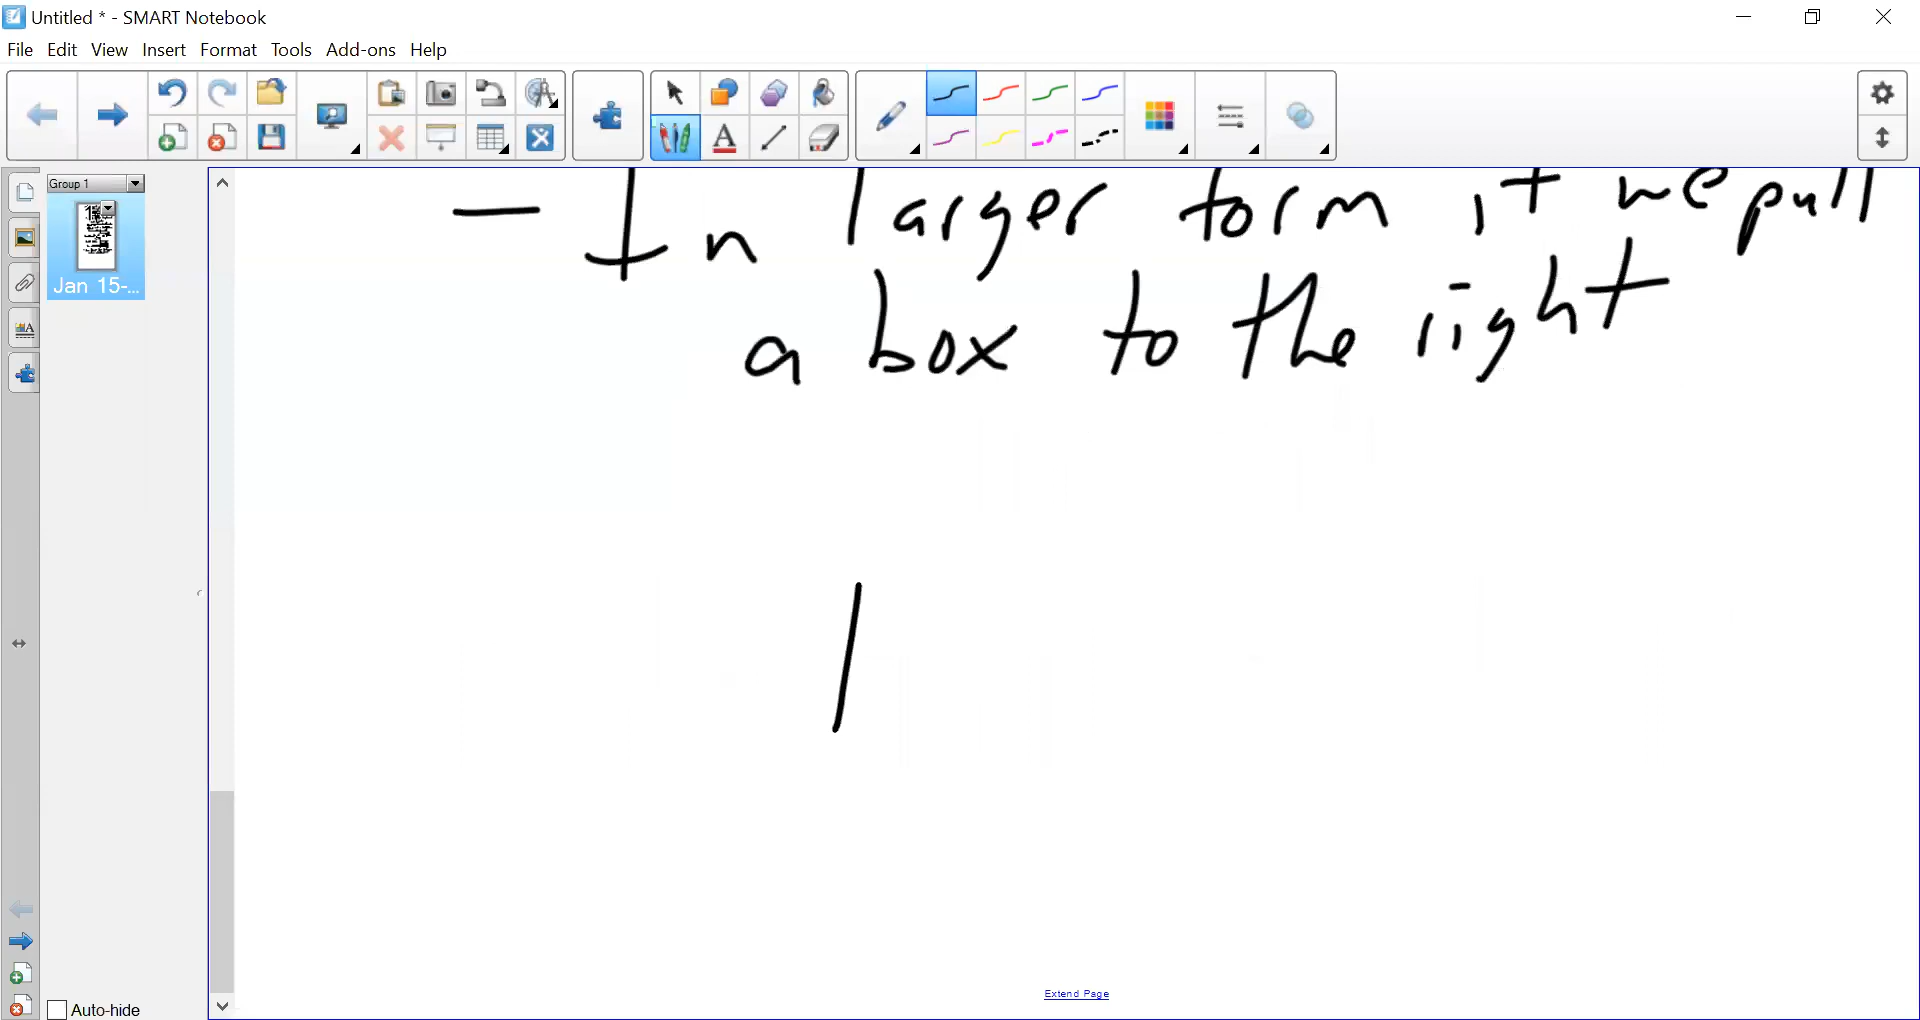 Untitled * - SMART Notebook
File Edit View Insert Format Tools Add-ons Help
Group 1
Jan 15-...
- In larger form if we pull
a box to the right
Extend Page
Auto-hide